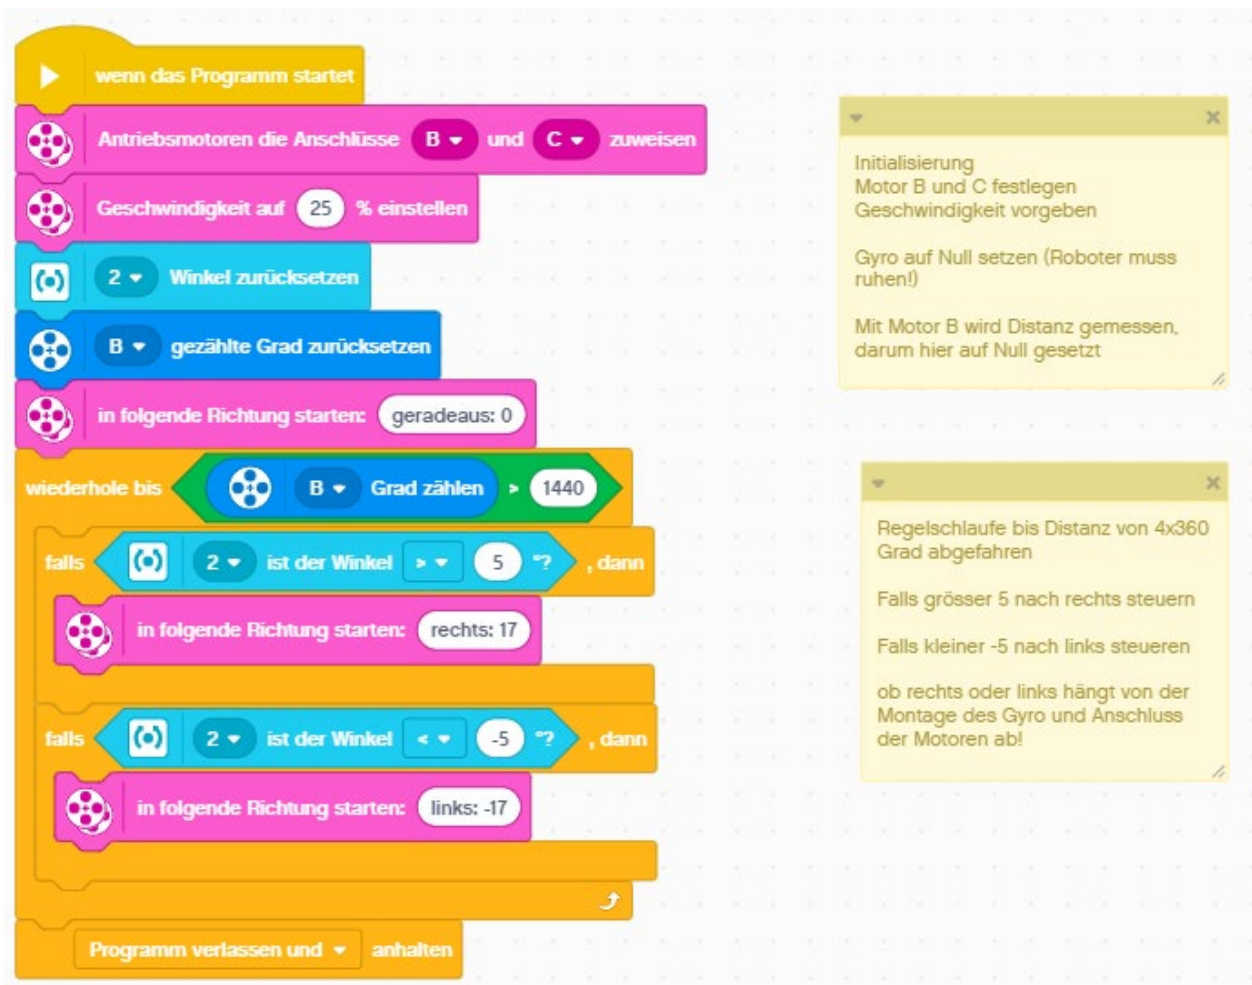 wenn das Programm startet
Antriebsmotoren die Anschlüsse B und C zuweisen
Geschwindigkeit auf 25 % einstellen
2 Winkel zurücksetzen
B gezählte Grad zurücksetzen
in folgende Richtung starten: geradeaus: 0
wiederhole bis B Grad zählen > 1440
falls 2 ist der Winkel > 5 °? , dann
in folgende Richtung starten: rechts: 17
falls 2 ist der Winkel < -5 °? , dann
in folgende Richtung starten: links: -17
Programm verlassen und anhalten
Initialisierung
Motor B und C festlegen
Geschwindigkeit vorgeben
Gyro auf Null setzen (Roboter muss
ruhen!)
Mit Motor B wird Distanz gemessen,
darum hier auf Null gesetzt
Regelschlaufe bis Distanz von 4x360
Grad abgefahren
Falls grösser 5 nach rechts steuern
Falls kleiner -5 nach links steueren
ob rechts oder links hängt von der
Montage des Gyro und Anschluss
der Motoren ab!